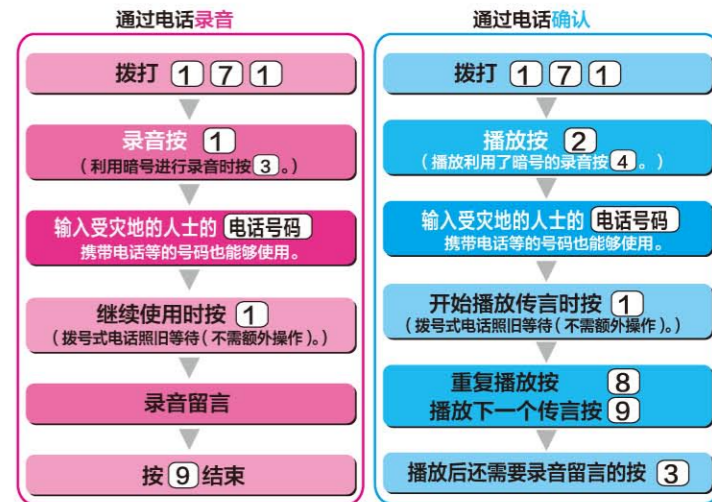 通过电话录音
拨打 1 7 1
录音按 1
（利用暗号进行录音时按 3 。）
输入受灾地的人士的 电话号码
携带电话等的号码也能够使用。
继续使用时按 1
（拨号式电话照旧等待（不需额外操作）。）
录音留言
按 9 结束
通过电话确认
拨打 1 7 1
播放按 2
（播放利用了暗号的录音按 4 。）
输入受灾地的人士的 电话号码
携带电话等的号码也能够使用。
开始播放传言时按 1
（拨号式电话照旧等待（不需额外操作）。）
重复播放按 8
播放下一个传言按 9
播放后还需要录音留言的按 3